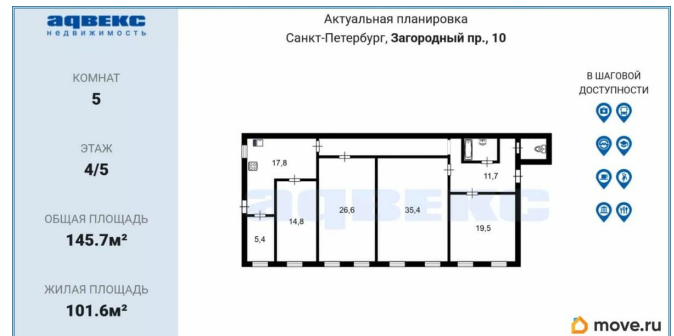 адвекс
недвижимость
КОМНАТ
5
ЭТАЖ
4/5
ОБЩАЯ ПЛОЩАДЬ
145.7м²
ЖИЛАЯ ПЛОЩАДЬ
101.6м²
Актуальная планировка
Санкт-Петербург, Загородный пр., 10
17,8
11,7
14,8
26,6
35,4
19,5
5,4
адвекс
В ШАГОВОЙ
ДОСТУПНОСТИ
move.ru